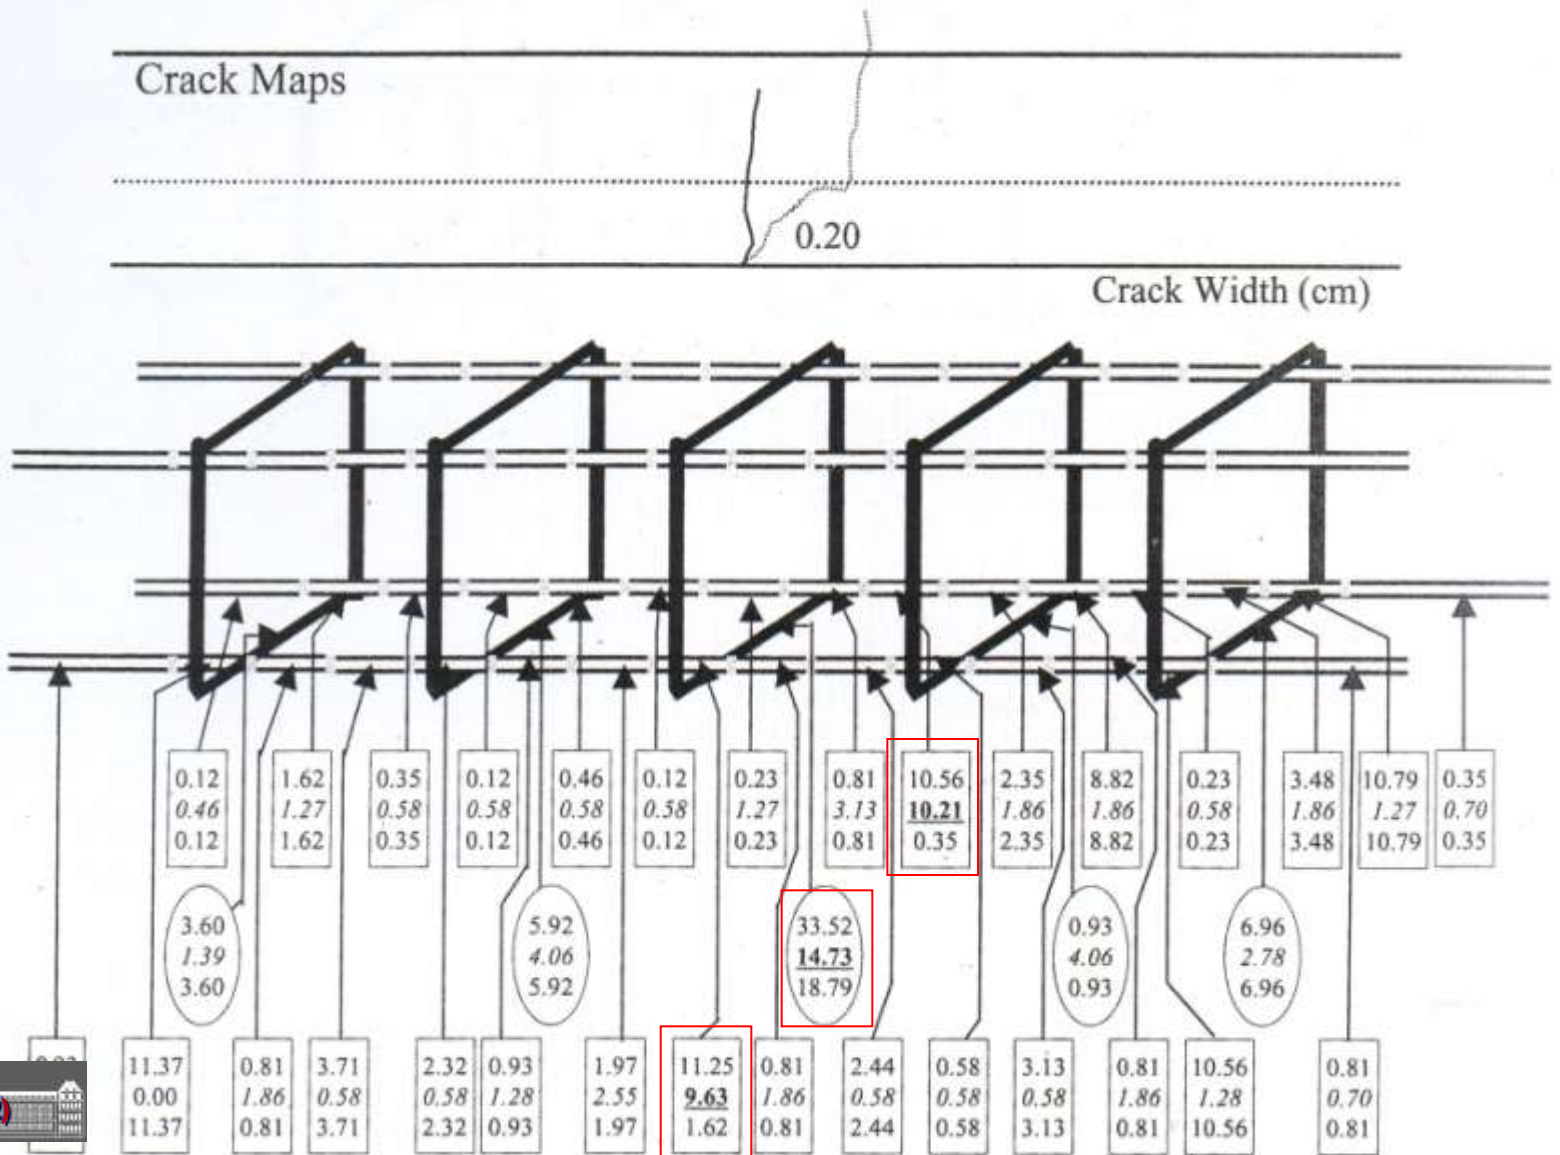 Crack Maps
0.20
Crack Width (cm)
0.12 1.62 0.35 0.12 0.46 0.12 0.23 0.81 10.56 2.35 8.82 0.23 3.48 10.79 0.35
0.46 1.27 0.58 0.58 0.58 0.58 1.27 3.13 10.21 1.86 1.86 0.58 1.86 1.27 0.70
0.12 1.62 0.35 0.12 0.46 0.12 0.23 0.81 0.35 2.35 8.82 0.23 3.48 10.79 0.35
3.60 5.92 33.52 0.93 6.96
1.39 4.06 14.73 4.06 2.78
3.60 5.92 18.79 0.93 6.96
11.37 0.81 3.71 2.32 0.93 1.97 11.25 0.81 2.44 0.58 3.13 0.81 10.56 0.81
0.00 1.86 0.58 0.58 1.28 2.55 9.63 1.86 0.58 0.58 0.58 1.86 1.28 0.70
11.37 0.81 3.71 2.32 0.93 1.97 1.62 0.81 2.44 0.58 3.13 0.81 10.56 0.81